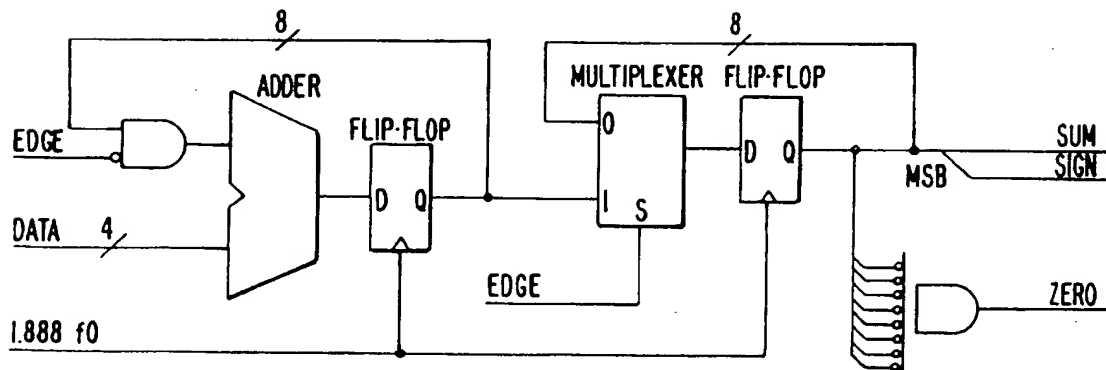 8
8
ADDER
MULTIPLEXER
FLIP-FLOP
EDGE
FLIP-FLOP
0
D Q
D Q
SUM
MSB
SIGN
1
S
DATA
4
EDGE
ZERO
1.888 f0